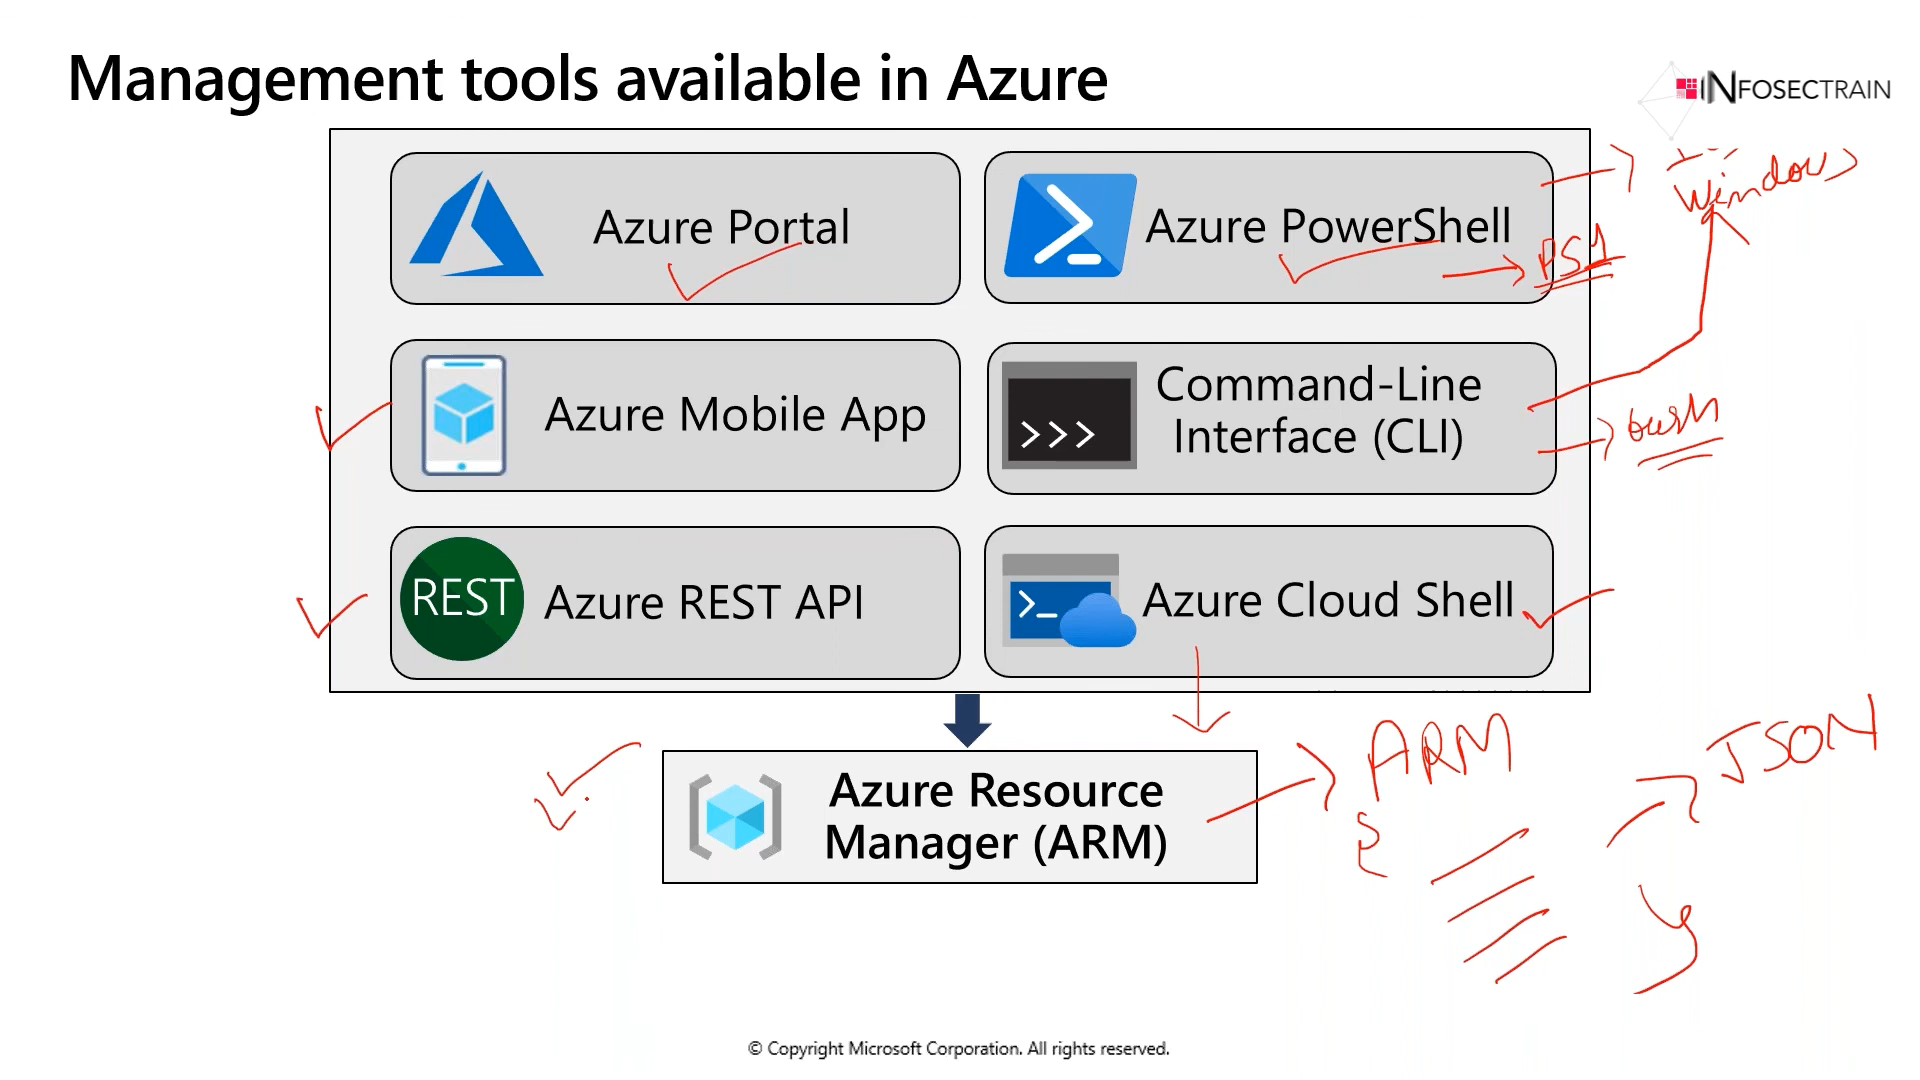 Management tools available in Azure
INFOSECTRAIN
Azure Portal
Azure PowerShell
Windows
PS1
Azure Mobile App
Command-Line
Interface (CLI)
bash
>>>
REST
Azure REST API
>_
Azure Cloud Shell
Azure Resource
Manager (ARM)
ARM
JSON
{
}
© Copyright Microsoft Corporation. All rights reserved.